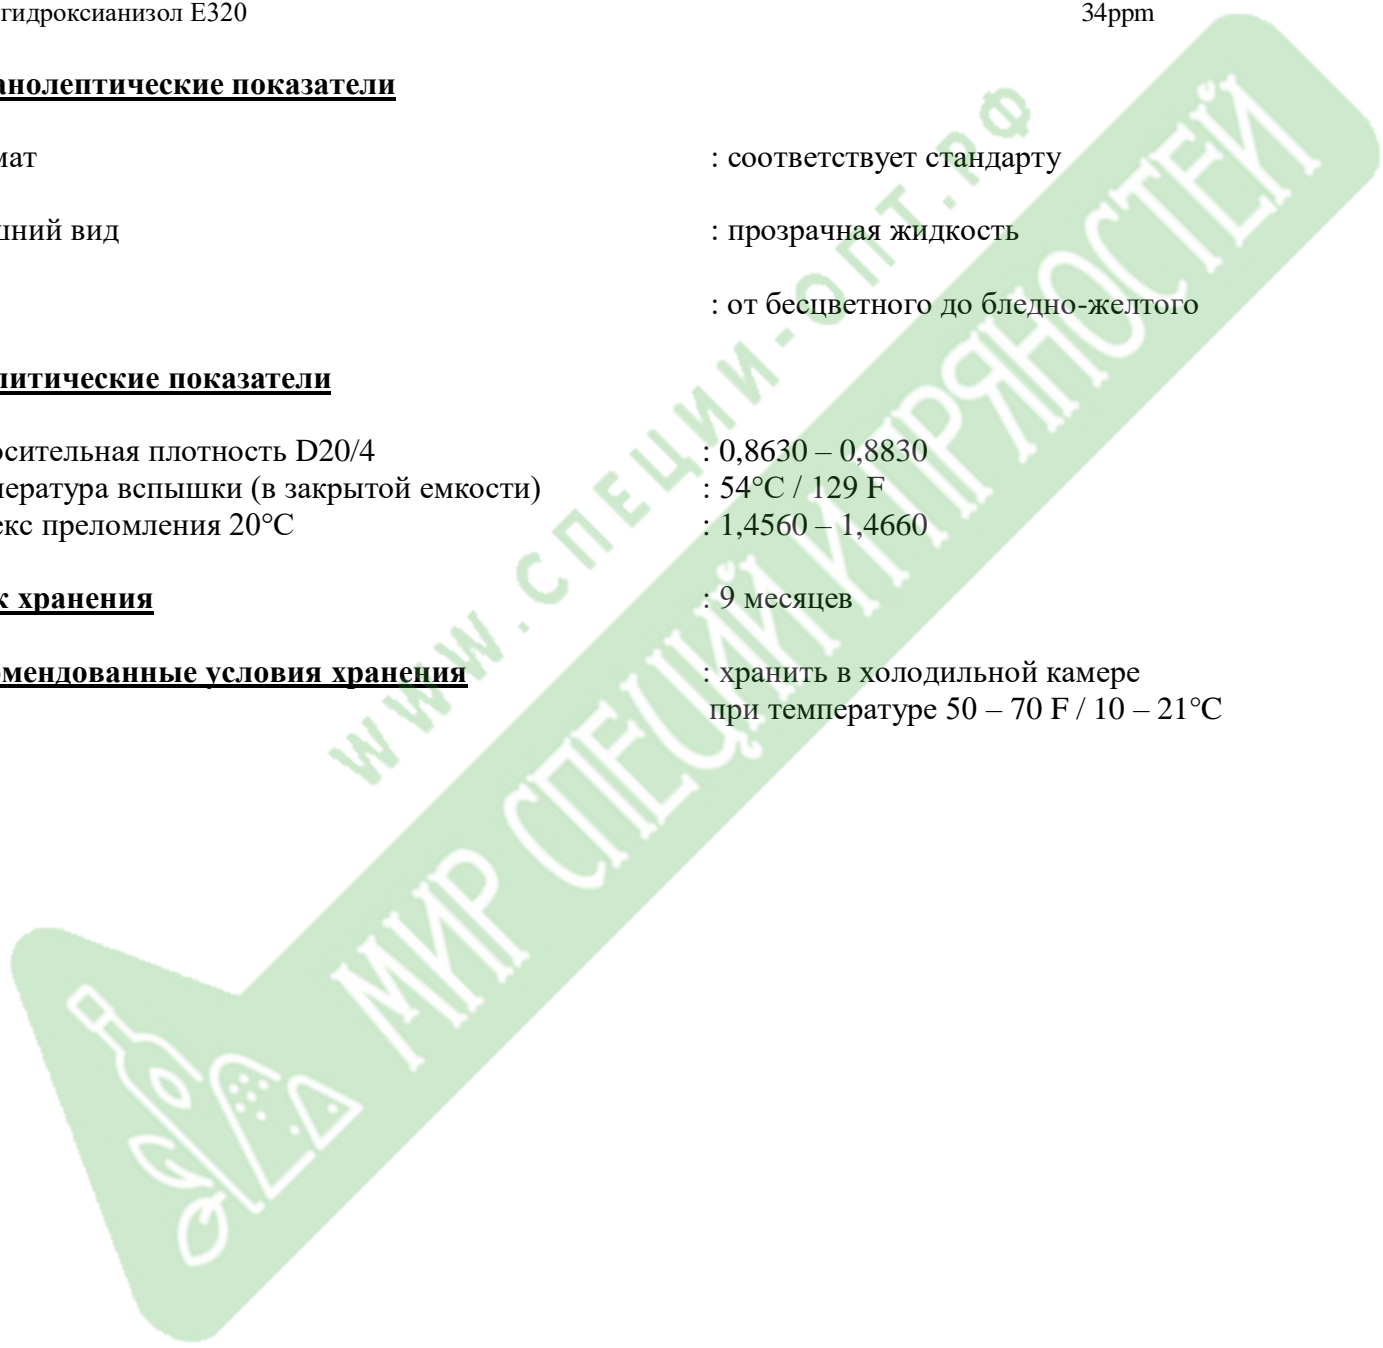 гидроксианизол Е320 34ppm
анолептические показатели
мат : соответствует стандарту
шний вид : прозрачная жидкость
: от бесцветного до бледно-желтого
литические показатели
осительная плотность D20/4 : 0,8630 – 0,8830
пература вспышки (в закрытой емкости) : 54°C / 129 F
екс преломления 20°C : 1,4560 – 1,4660
к хранения : 9 месяцев
омендованные условия хранения : хранить в холодильной камере
при температуре 50 – 70 F / 10 – 21°C
WWW.СПЕЦИИ-ОПТ.РФ
МИР СПЕЦИЙ И ПРЯНОСТЕЙ